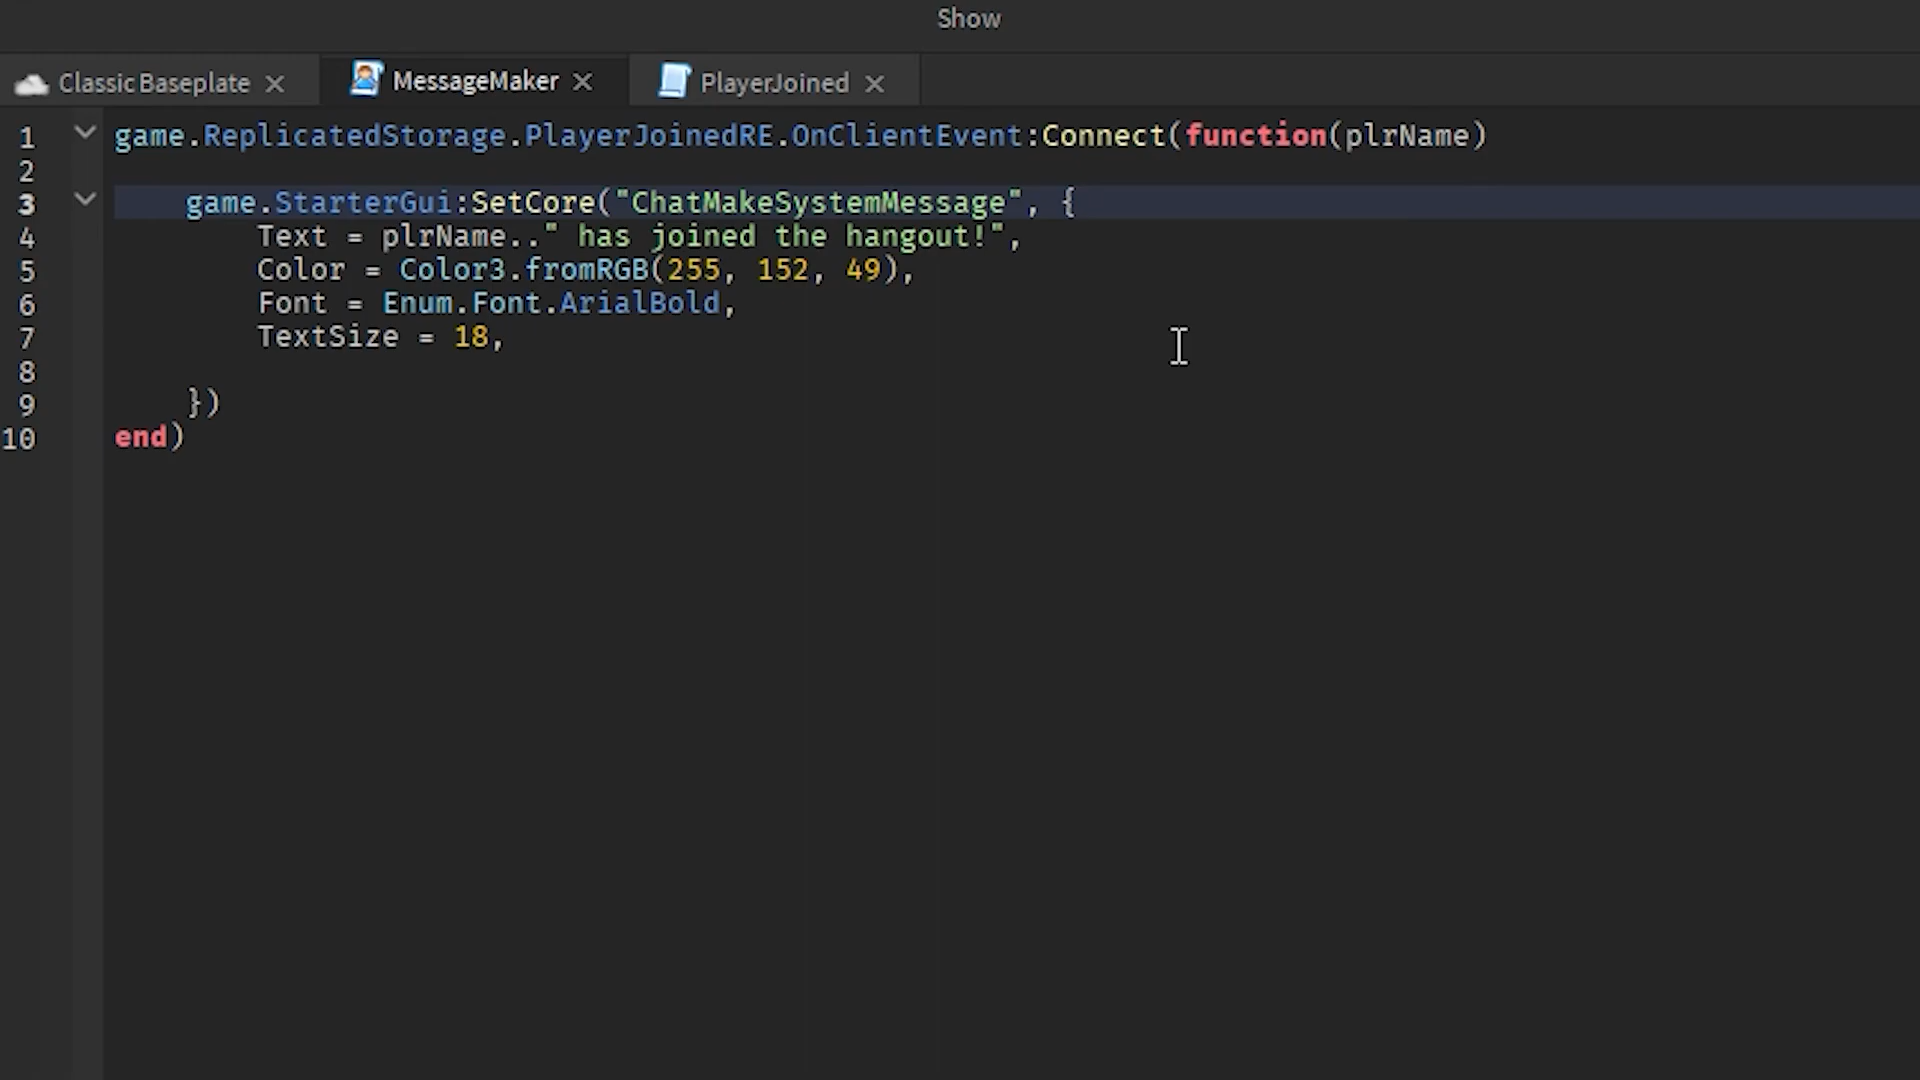 Show
Classic Baseplate
MessageMaker
PlayerJoined
1 game.ReplicatedStorage.PlayerJoinedRE.OnClientEvent:Connect(function(plrName)
2
3 game.StarterGui:SetCore("ChatMakeSystemMessage", {
4 Text = plrName.." has joined the hangout!",
5 Color = Color3.fromRGB(255, 152, 49),
6 Font = Enum.Font.ArialBold,
7 TextSize = 18,
8
9 })
10 end)